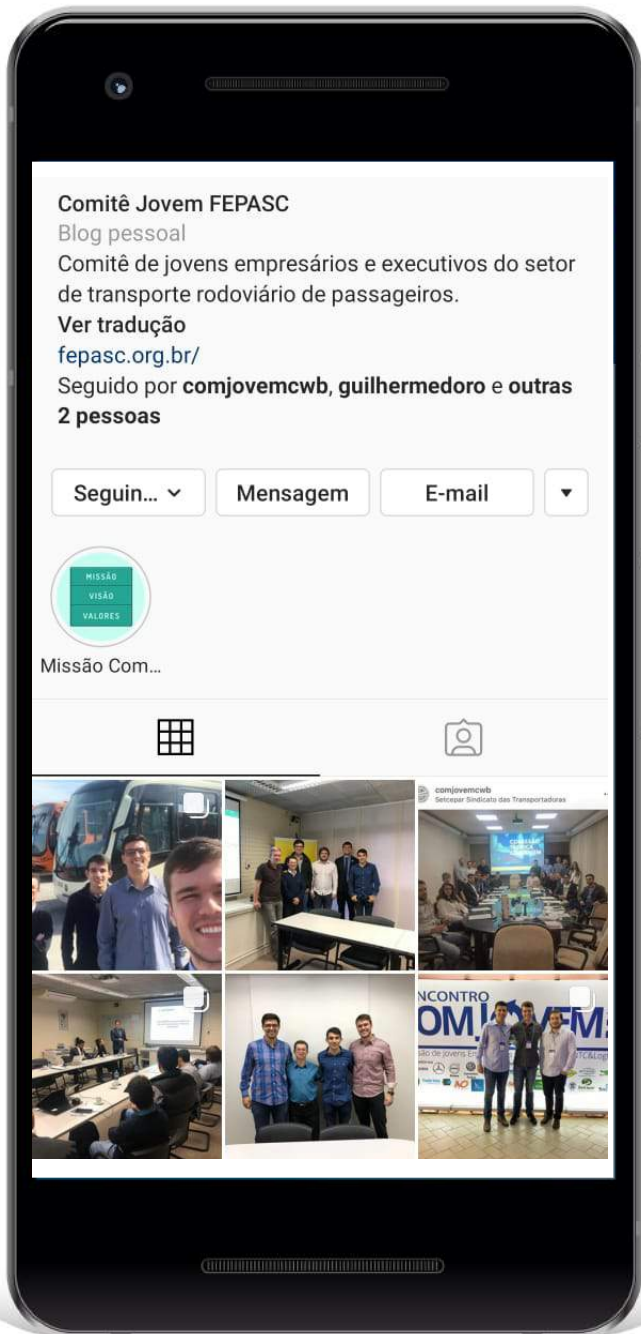 Comitê Jovem FEPASC
Blog pessoal
Comitê de jovens empresários e executivos do setor
de transporte rodoviário de passageiros.
Ver tradução
fepasc.org.br/
Seguido por comjovemcwb, guilhermedoro e outras
2 pessoas
Seguin...
Mensagem
E-mail
MISSÃO
VISÃO
VALORES
Missão Com...
comjovemcwb
Setcepar Sindicato das Transportadoras
NCONTRO
OMJOVEM